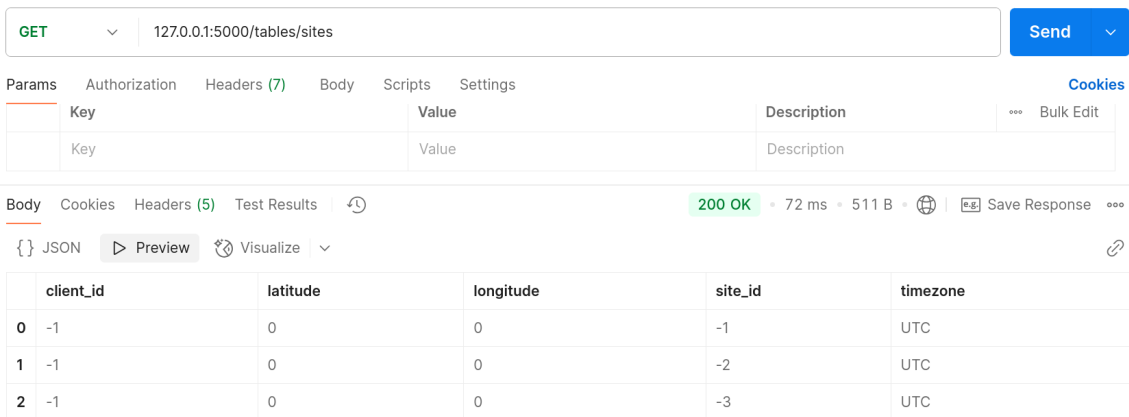 GET 127.0.0.1:5000/tables/sites Send
Params Authorization Headers (7) Body Scripts Settings Cookies
Key Value Description Bulk Edit
Key Value Description
Body Cookies Headers (5) Test Results 200 OK • 72 ms • 511 B • e.g. Save Response
{} JSON Preview Visualize
client_id latitude longitude site_id timezone
0 -1 0 0 -1 UTC
1 -1 0 0 -2 UTC
2 -1 0 0 -3 UTC